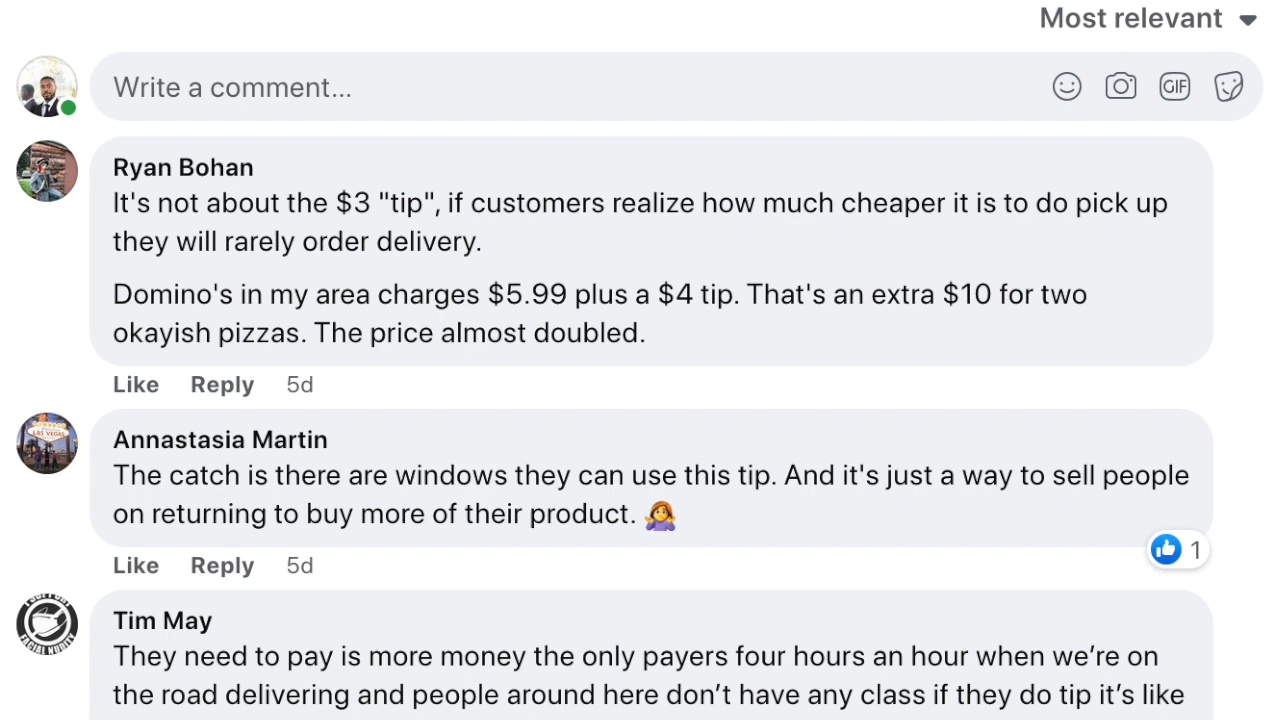 Most relevant
Write a comment...
GIF
Ryan Bohan
It's not about the $3 "tip", if customers realize how much cheaper it is to do pick up
they will rarely order delivery.
Domino's in my area charges $5.99 plus a $4 tip. That's an extra $10 for two
okayish pizzas. The price almost doubled.
Like Reply 5d
LAS VEGAS
Annastasia Martin
The catch is there are windows they can use this tip. And it's just a way to sell people
on returning to buy more of their product.
1
Like Reply 5d
FACIAL NUDITY
Tim May
They need to pay is more money the only payers four hours an hour when we’re on
the road delivering and people around here don’t have any class if they do tip it’s like